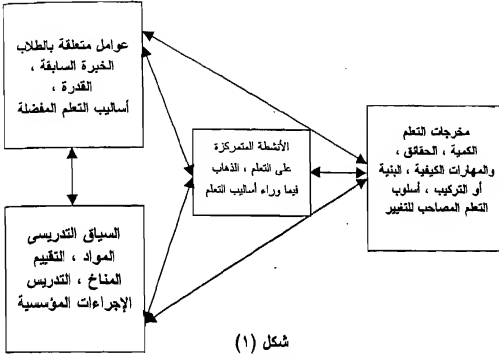 عوامل متعلقة بالطلاب
الخبرة السابقة ،
القدرة ،
أساليب التعلم المفضلة
الأنشطة المتمركزة
على التعلم ، الذهاب
فيما وراء أساليب التعلم
مخرجات التعلم
الكمية ، الحقائق ،
والمهارات الكيفية ، البنية
أو التركيب ، أسلوب
التعلم المصاحب للتغيير
السياق التدريسى
المواد ، التقييم
المناخ ، التدريس
الإجراءات المؤسسية
شكل (١)